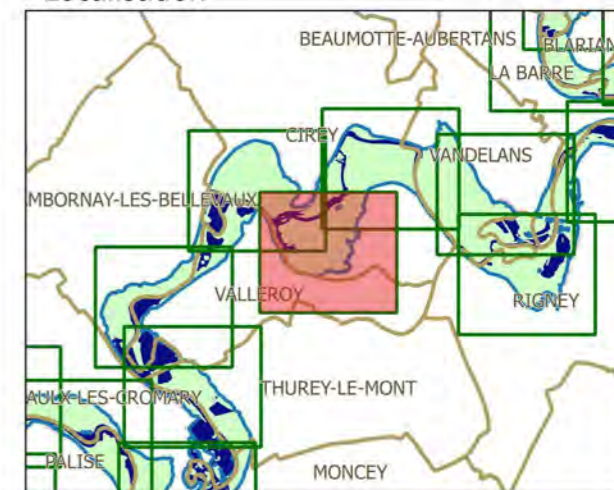 BEAUMOTTE-AUBERTANS
BLARIAN
LA BARRE
CIREY
VANDELANS
MBORNAY-LES-BELLEVAUX
VALLEROY
RIGNEY
AULX-LES-CROMARY
THUREY-LE-MONT
PALISE
MONCEY